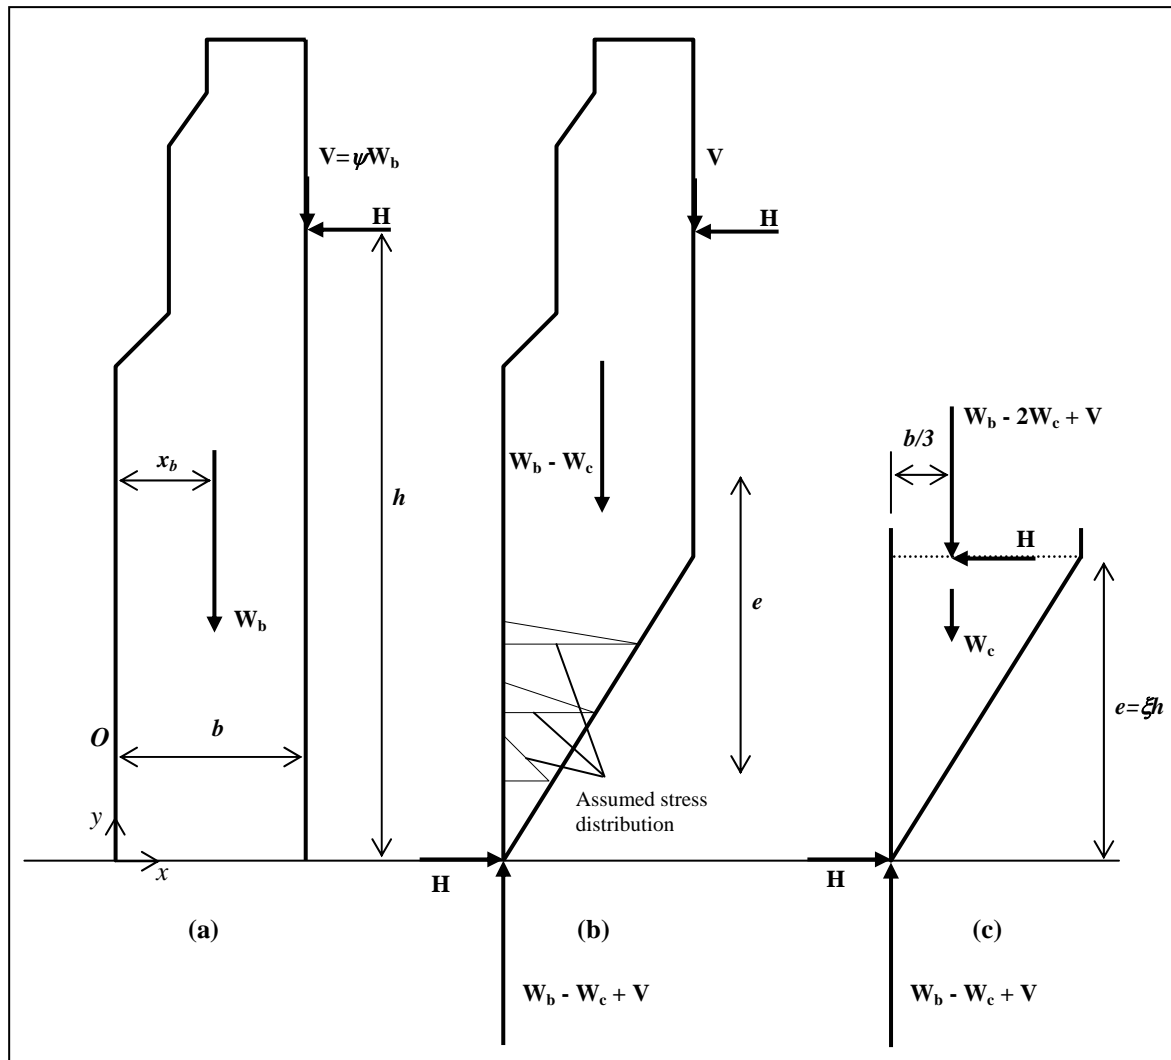 V=ψW_b
H
x_b
h
W_b
O
b
y
x
(a)
V
H
W_b - W_c
e
Assumed stress
distribution
H
(b)
W_b - W_c + V
W_b - 2W_c + V
b/3
H
W_c
e=ξh
H
(c)
W_b - W_c + V